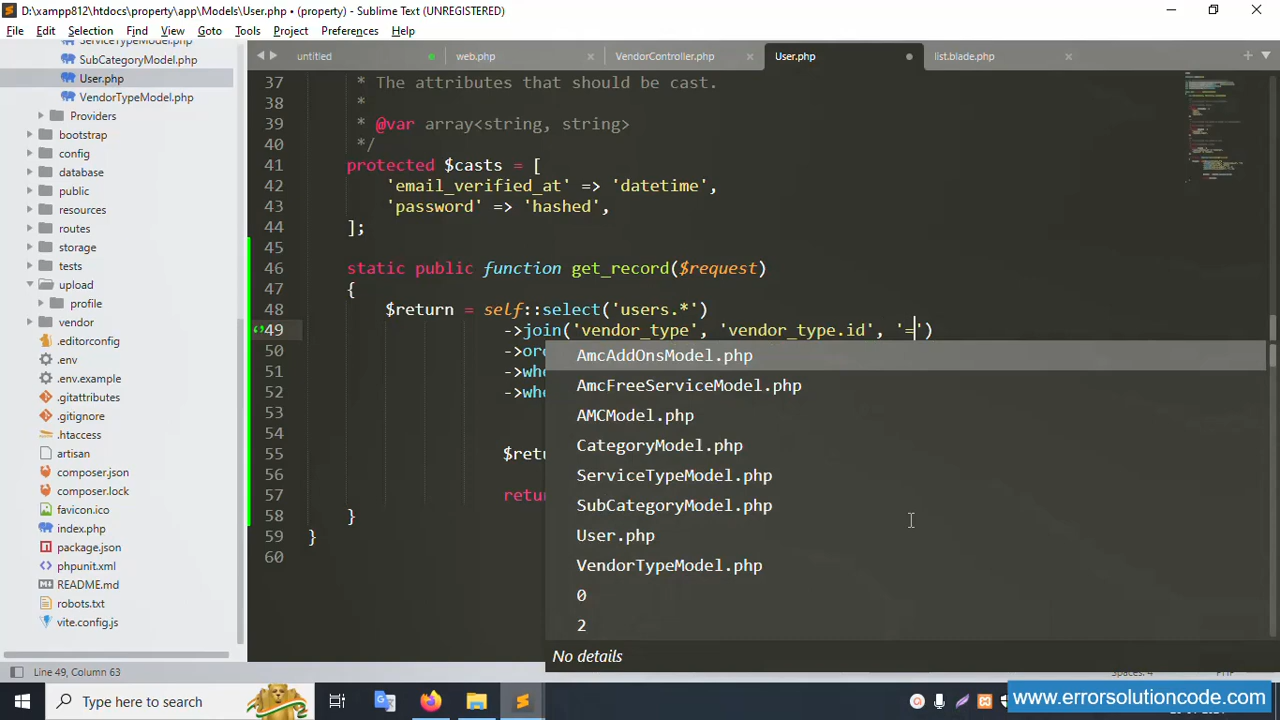 D:\xampp812\htdocs\property\app\Models\User.php • (property) - Sublime Text (UNREGISTERED)
File Edit Selection Find View Goto Tools Project Preferences Help
ServiceTypeModel.php
SubCategoryModel.php
User.php
VendorTypeModel.php
Providers
bootstrap
config
database
public
resources
routes
storage
tests
upload
profile
vendor
.editorconfig
.env
.env.example
.gitattributes
.gitignore
.htaccess
artisan
composer.json
composer.lock
favicon.ico
index.php
package.json
phpunit.xml
README.md
robots.txt
vite.config.js
untitled web.php VendorController.php User.php list.blade.php
37 * The attributes that should be cast.
38 *
39 * @var array<string, string>
40 */
41 protected $casts = [
42 'email_verified_at' => 'datetime',
43 'password' => 'hashed',
44 ];
45
46 static public function get_record($request)
47 {
48 $return = self::select('users.*')
49 ->join('vendor_type', 'vendor_type.id', '=')
50 ->ord
51 ->whe
52 ->whe
53
54
55 $retu
56
57 return
58 }
59 }
60
AmcAddOnsModel.php
AmcFreeServiceModel.php
AMCModel.php
CategoryModel.php
ServiceTypeModel.php
SubCategoryModel.php
User.php
VendorTypeModel.php
0
2
No details
Line 49, Column 63
Type here to search
www.errorsolutioncode.com